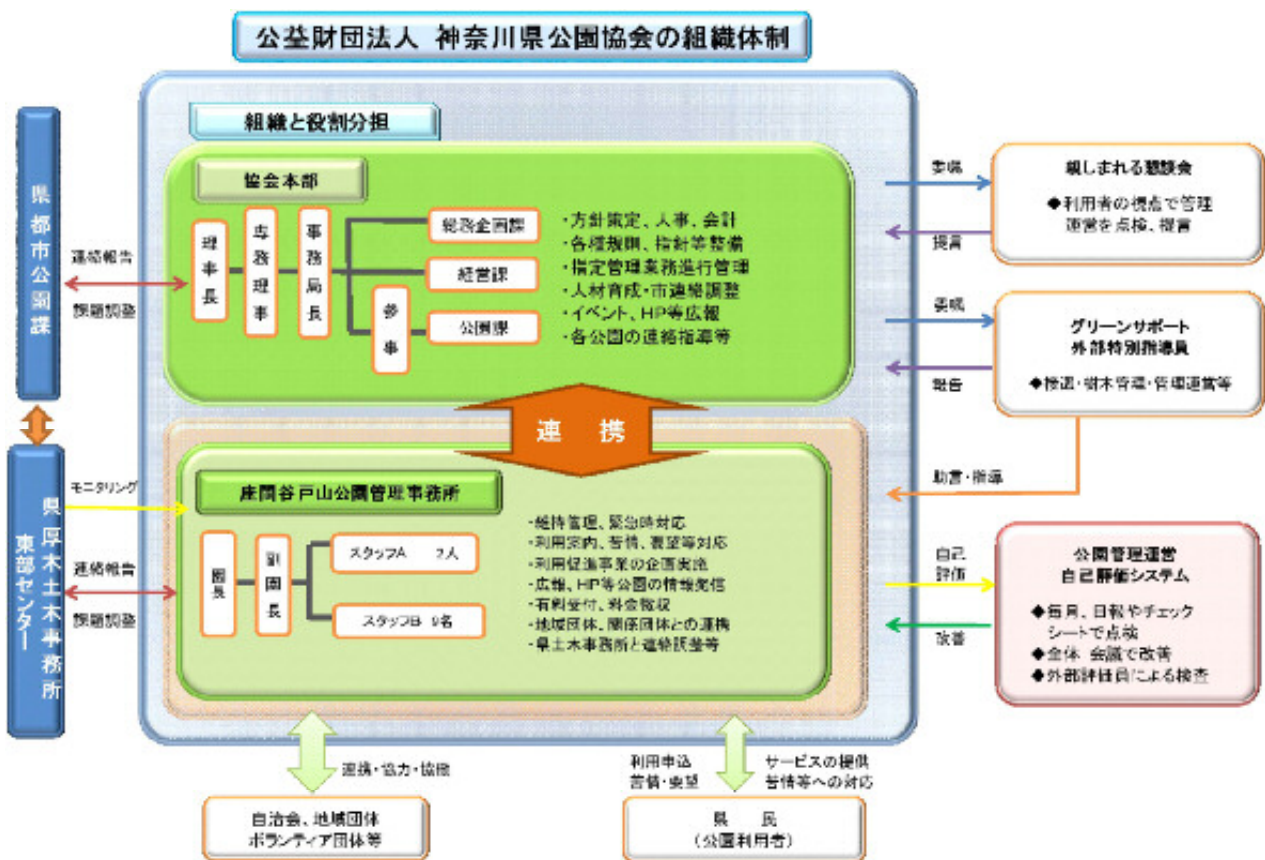 公益財団法人 神奈川県公園協会の組織体制
組織と役割分担
協会本部
理事長
専務理事
事務局長
参事
総務企画課
経営課
公園課
・方針策定、人事、会計
・各種規則、指針等整備
・指定管理業務進行管理
・人材育成・市連絡調整
・イベント、HP等広報
・各公園の連絡指導等
連携
座間谷戸山公園管理事務所
園長
副園長
スタッフA 2人
スタッフB 9名
・維持管理、緊急時対応
・利用案内、苦情、要望等対応
・利用促進事業の企画実施
・広報、HP等公園の情報発信
・有料受付、料金徴収
・地域団体、関係団体との連携
・県土木事務所と連絡調整等
県都市公園課
連絡報告
課題調整
県厚木土木事務所
東部センター
モニタリング
連絡報告
課題調整
委嘱
提言
親しまれる懇談会
◆利用者の視点で管理
運営を点検、提言
委嘱
報告
グリーンサポート
外部特別指導員
◆接遇・樹木管理・管理運営等
助言・指導
自己
評価
改善
公園管理運営
自己評価システム
◆毎月、日報やチェック
シートで点検
◆全体 会議で改善
◆外部評価員による検査
連携・協力・協働
自治会、地域団体
ボランティア団体等
利用申込
苦情・要望
サービスの提供
苦情等への対応
県 民
(公園利用者)